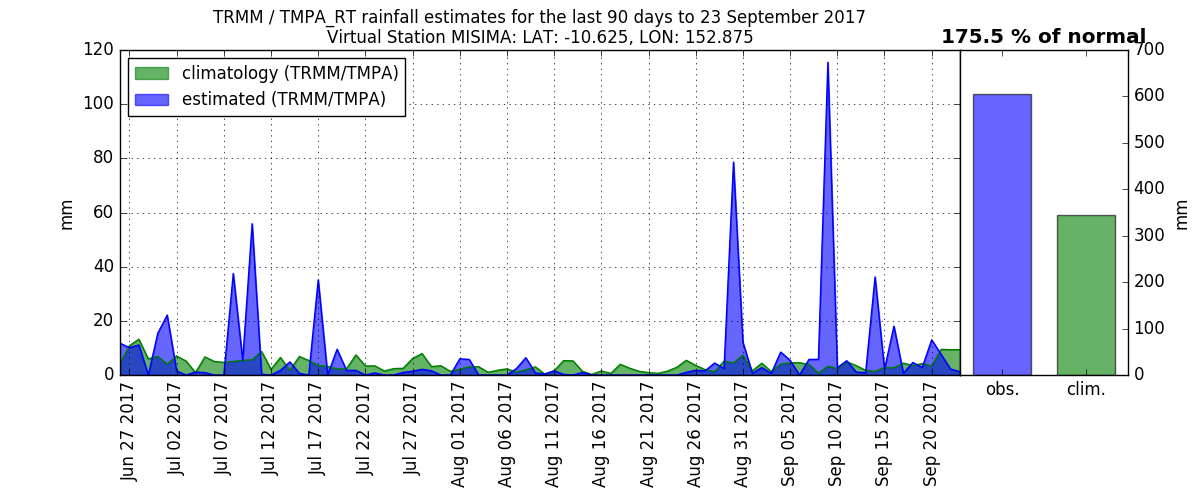 TRMM / TMPA_RT rainfall estimates for the last 90 days to 23 September 2017
Virtual Station MISIMA: LAT: -10.625, LON: 152.875
175.5 % of normal
climatology (TRMM/TMPA)
estimated (TRMM/TMPA)
120
100
80
60
40
20
0
mm
Jun 27 2017
Jul 02 2017
Jul 07 2017
Jul 12 2017
Jul 17 2017
Jul 22 2017
Jul 27 2017
Aug 01 2017
Aug 06 2017
Aug 11 2017
Aug 16 2017
Aug 21 2017
Aug 26 2017
Aug 31 2017
Sep 05 2017
Sep 10 2017
Sep 15 2017
Sep 20 2017
obs.
clim.
700
600
500
400
300
200
100
0
mm